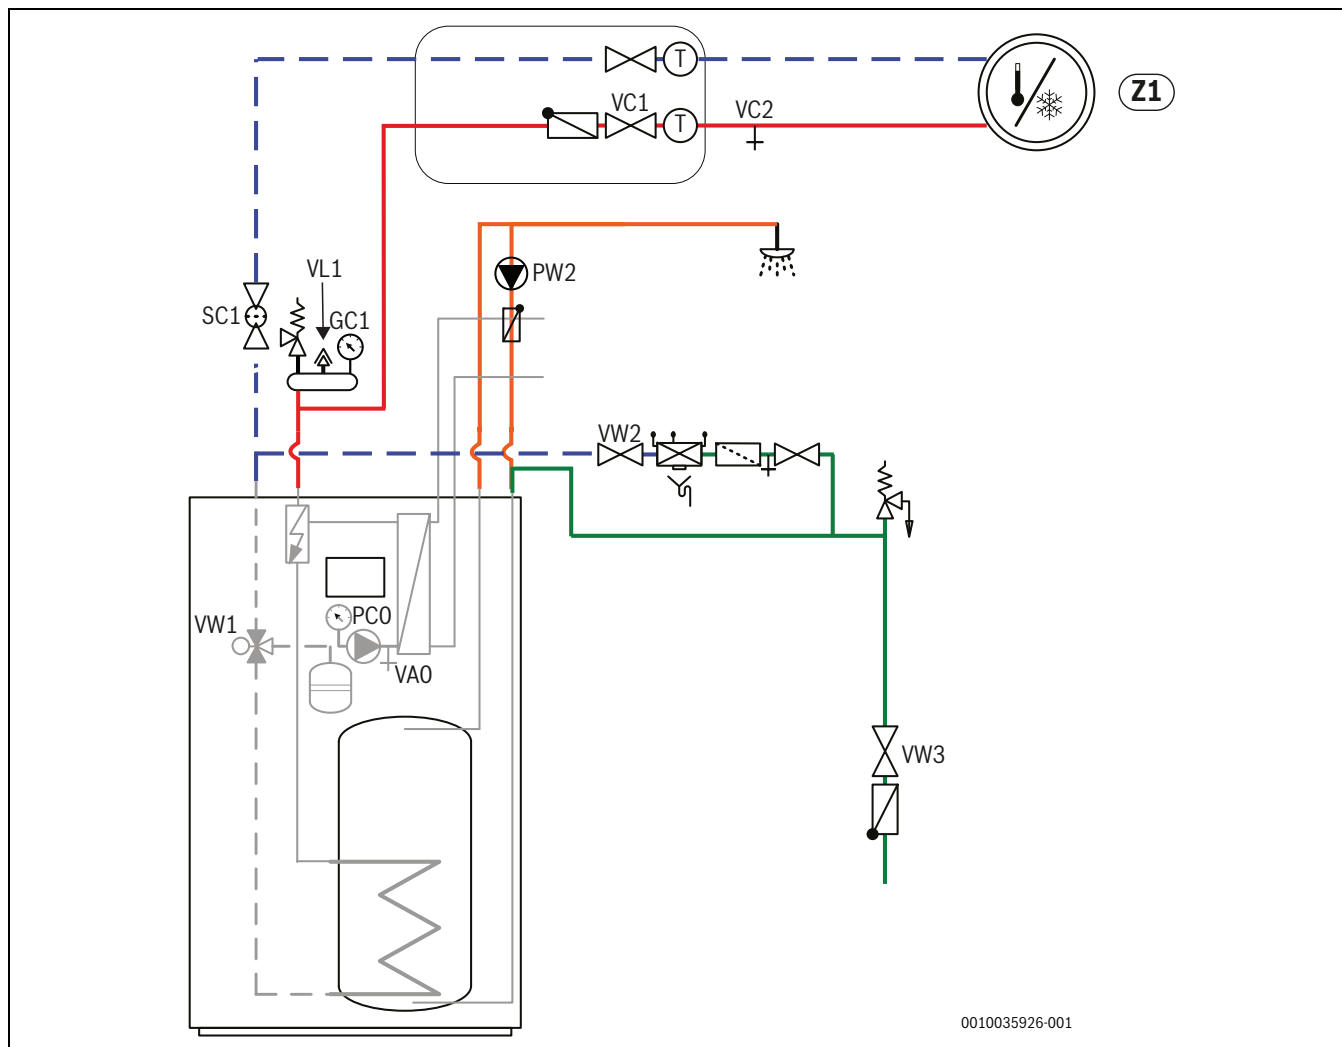 T
Z1
VC1
VC2
T
VL1
PW2
SC1
GC1
VW2
PC0
VW1
VA0
VW3
0010035926-001